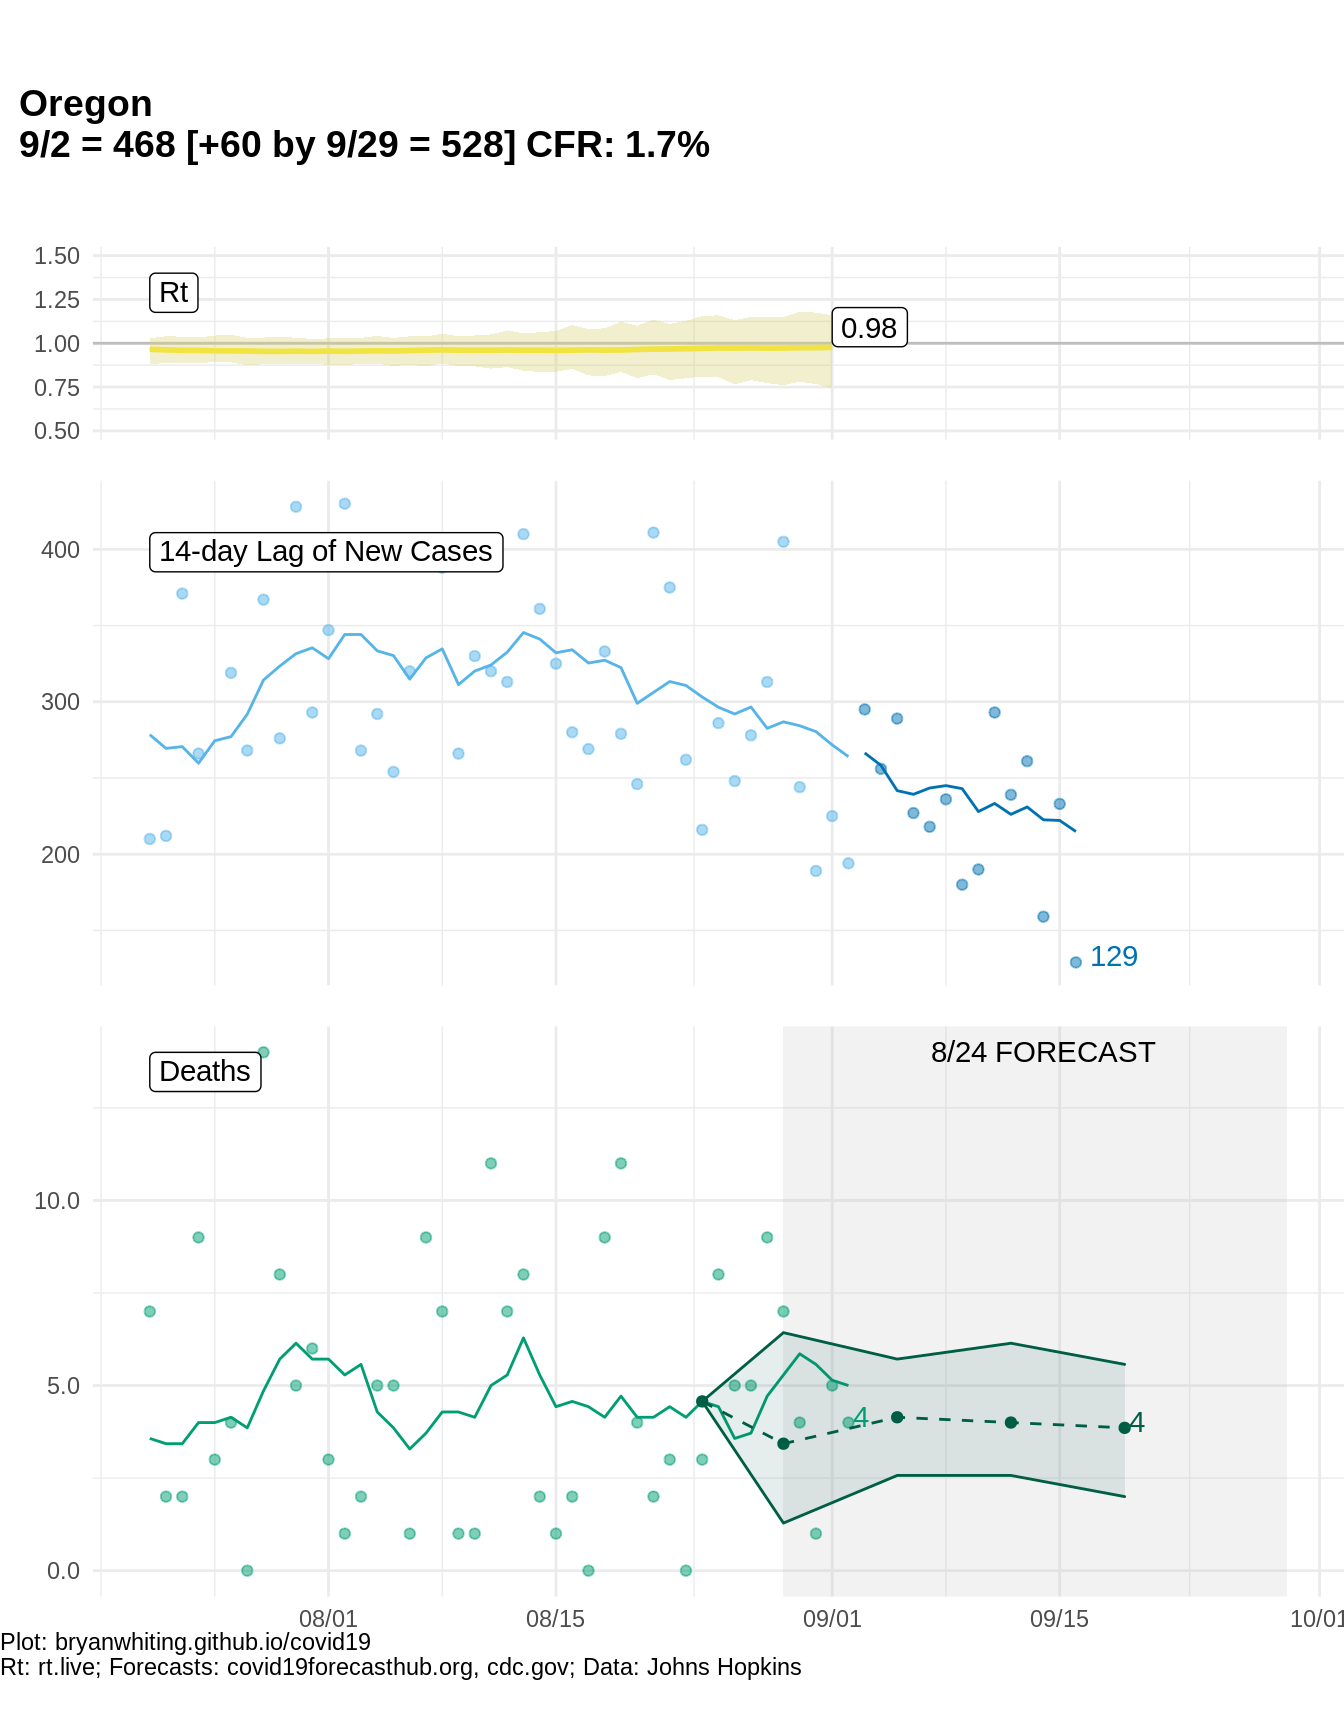 Oregon
9/2 = 468 [+60 by 9/29 = 528] CFR: 1.7%
1.50
Rt
1.25
0.98
1.00
0.75
0.50
14-day Lag of New Cases
400
300
200
129
8/24 FORECAST
Deaths
10.0
5.0
4
4
0.0
08/01 08/15 09/01 09/15 10/01
Plot: bryanwhiting.github.io/covid19
Rt: rt.live; Forecasts: covid19forecasthub.org, cdc.gov; Data: Johns Hopkins